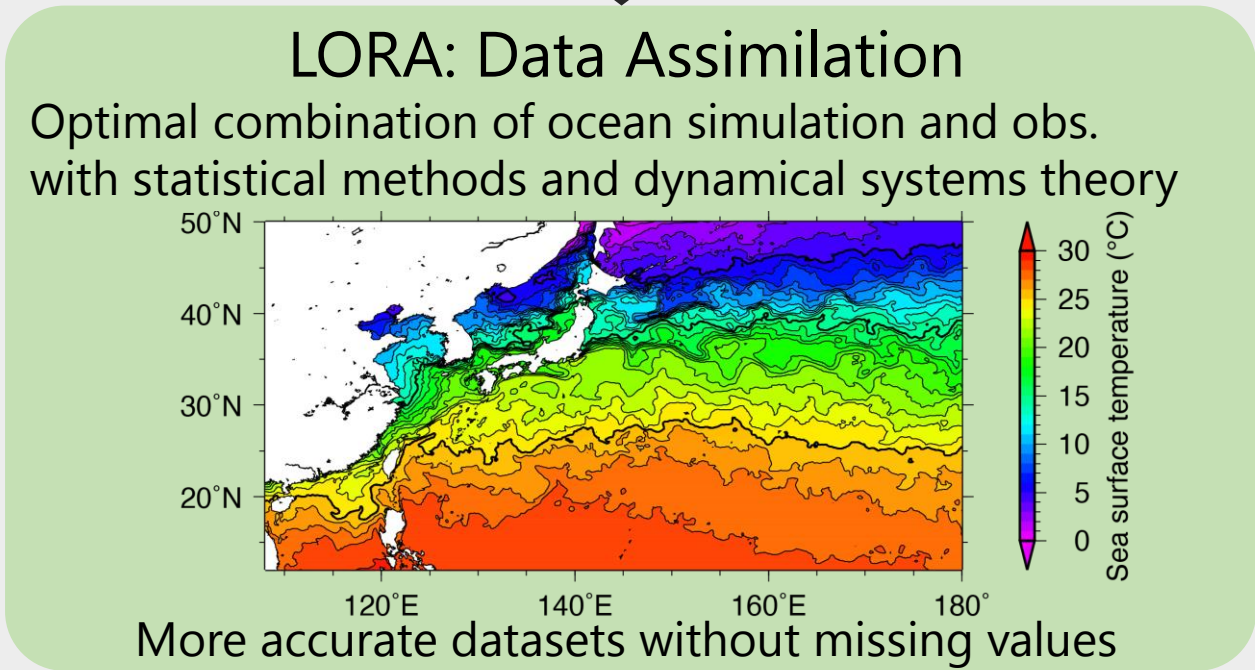 LORA: Data Assimilation
Optimal combination of ocean simulation and obs.
with statistical methods and dynamical systems theory
50°N
40°N
30°N
20°N
120°E 140°E 160°E 180°
30
25
20
15
10
5
0
Sea surface temperature (°C)
More accurate datasets without missing values